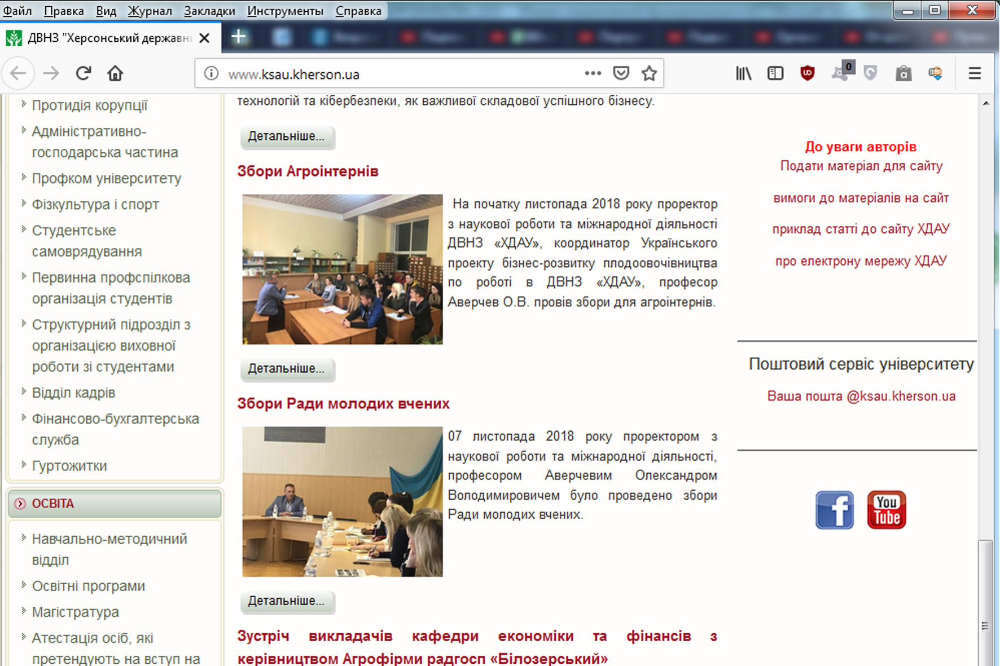 Файл Правка Вид Журнал Закладки Инструменты Справка
ДВНЗ "Херсонський державни
www.ksau.kherson.ua
0
Протидія корупції
Адміністративно-
господарська частина
Профком університету
Фізкультура і спорт
Студентське
самоврядування
Первинна профспілкова
організація студентів
Структурний підрозділ з
організацією виховної
роботи зі студентами
Відділ кадрів
Фінансово-бухгалтерська
служба
Гуртожитки
ОСВІТА
Навчально-методичний
відділ
Освітні програми
Магістратура
Атестація осіб, які
претендують на вступ на
технологій та кібербезпеки, як важливої складової успішного бізнесу.
Детальніше...
Збори Агроінтернів
На початку листопада 2018 року проректор
з наукової роботи та міжнародної діяльності
ДВНЗ «ХДАУ», координатор Українського
проекту бізнес-розвитку плодоовочівництва
по роботі в ДВНЗ «ХДАУ», професор
Аверчев О.В. провів збори для агроінтернів.
Детальніше...
Збори Ради молодих вчених
07 листопада 2018 року проректором з
наукової роботи та міжнародної діяльності,
професором Аверчевим Олександром
Володимировичем було проведено збори
Ради молодих вчених.
Детальніше...
Зустріч викладачів кафедри економіки та фінансів з
керівництвом Агрофірми радгосп «Білозерський»
До уваги авторів
Подати матеріал для сайту
вимоги до матеріалів на сайт
приклад статті до сайту ХДАУ
про електрону мережу ХДАУ
Поштовий сервіс університету
Ваша пошта @ksau.kherson.ua
f
You
Tube